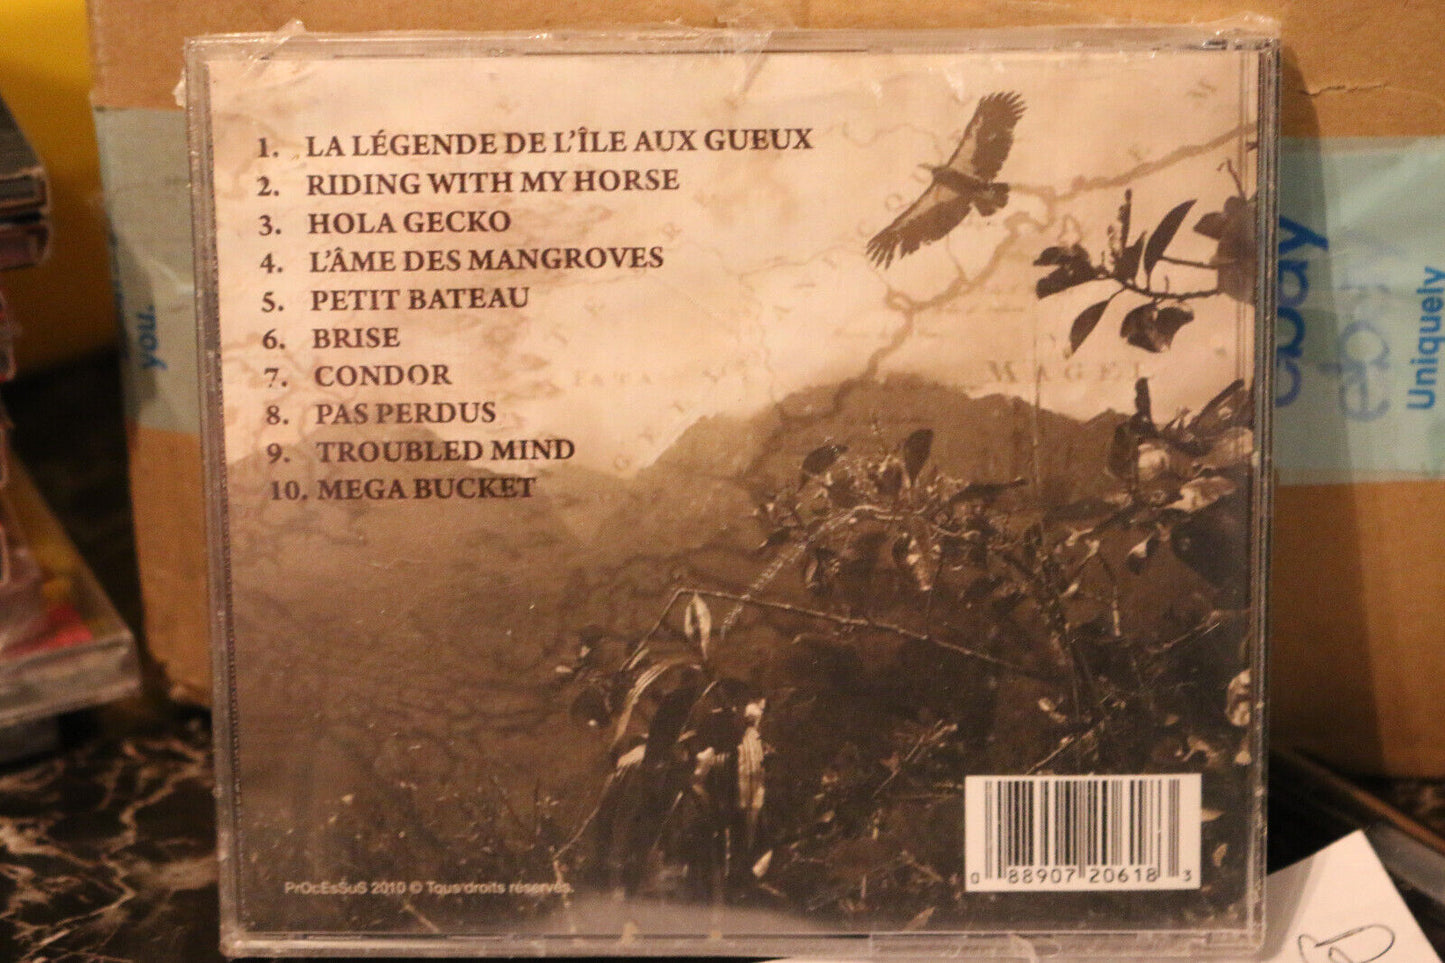 1. LA LÉGENDE DE L'ÎLE AUX GUEUX
2. RIDING WITH MY HORSE
3. HOLA GECKO
4. L'ÂME DES MANGROVES
5. PETIT BATEAU
6. BRISE
7. CONDOR
8. PAS PERDUS
9. TROUBLED MIND
10. MEGA BUCKET
MAGEL
PrOcEsSuS 2010 © Tous droits réservés.
0 88907 20618 3
you.
ebay
ebay
Uniquely